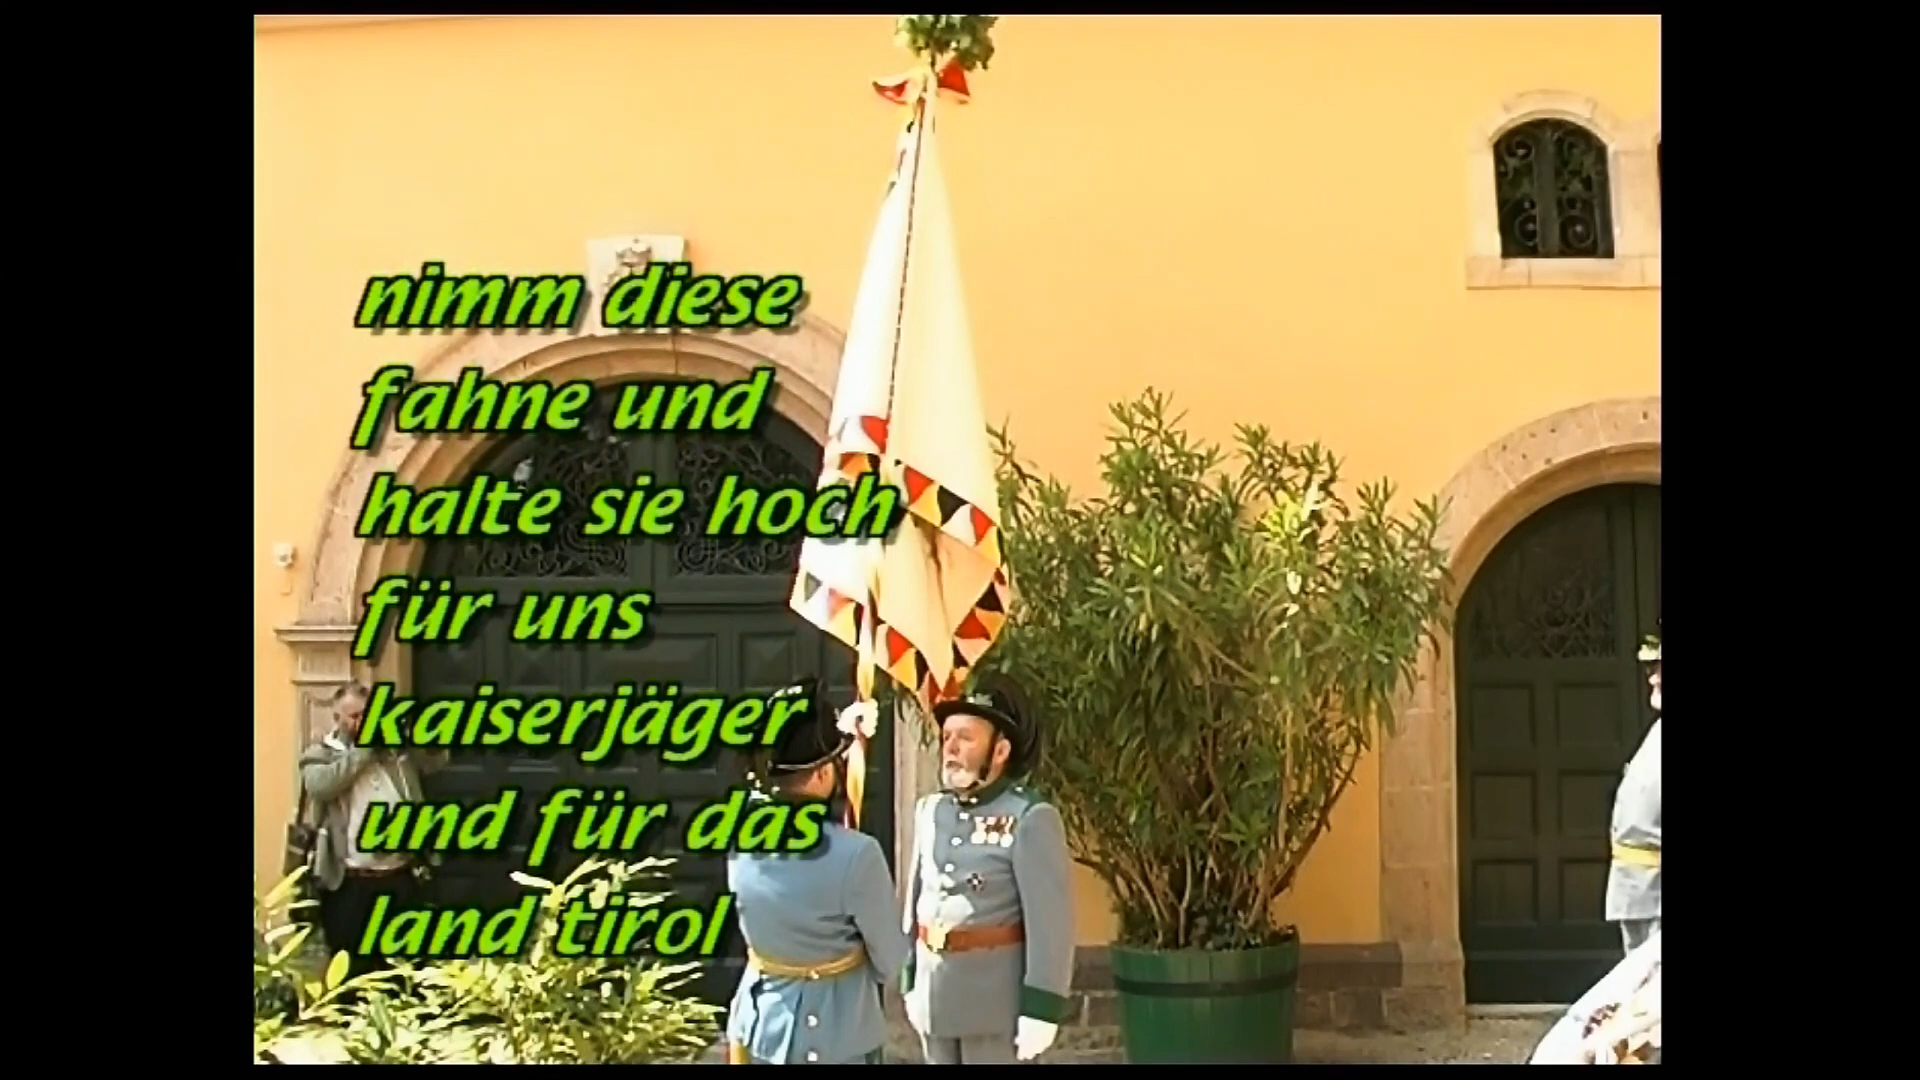 nimm diese
fahne und
halte sie hoch
für uns
kaiserjäger
und für das
land tirol